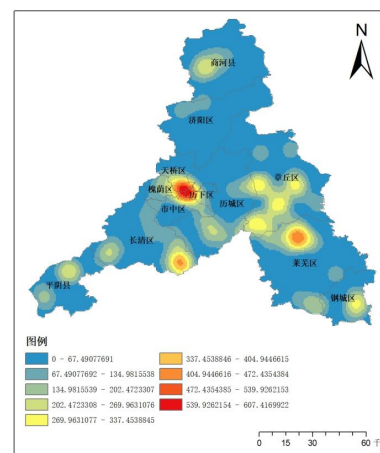 N
商河县
济阳区
天桥区
槐荫区
历下区
章丘区
市中区
历城区
长清区
莱芜区
平阴县
钢城区
图例
0 - 67.49077691
67.49077692 - 134.9815538
134.9815539 - 202.4723307
202.4723308 - 269.9631076
269.9631077 - 337.4538845
337.4538846 - 404.9446615
404.9446616 - 472.4354384
472.4354385 - 539.9262153
539.9262154 - 607.4169922
0 15 30 60 千